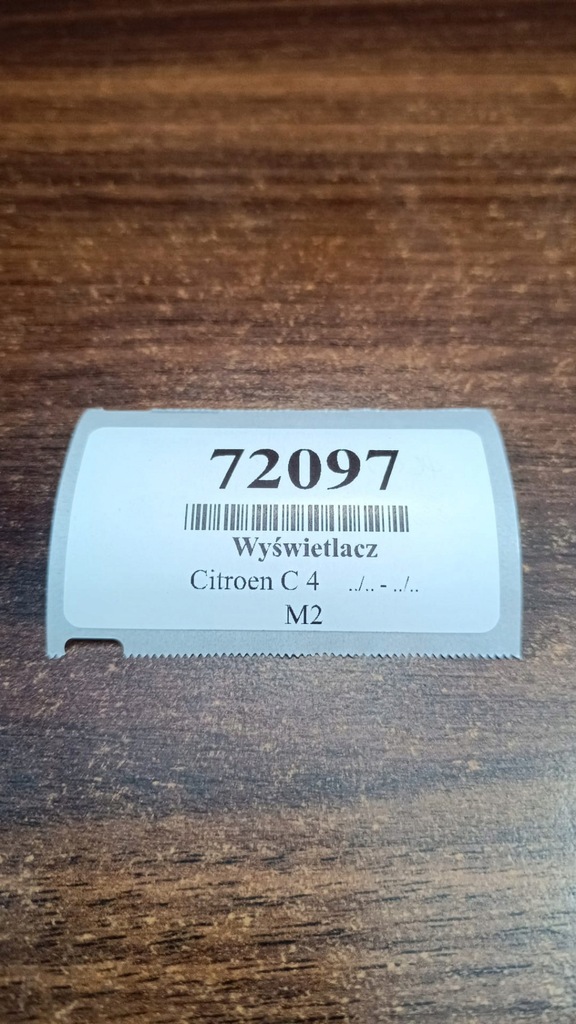 72097
Wyświetlacz
Citroen C 4 ../.. - ../..
M2